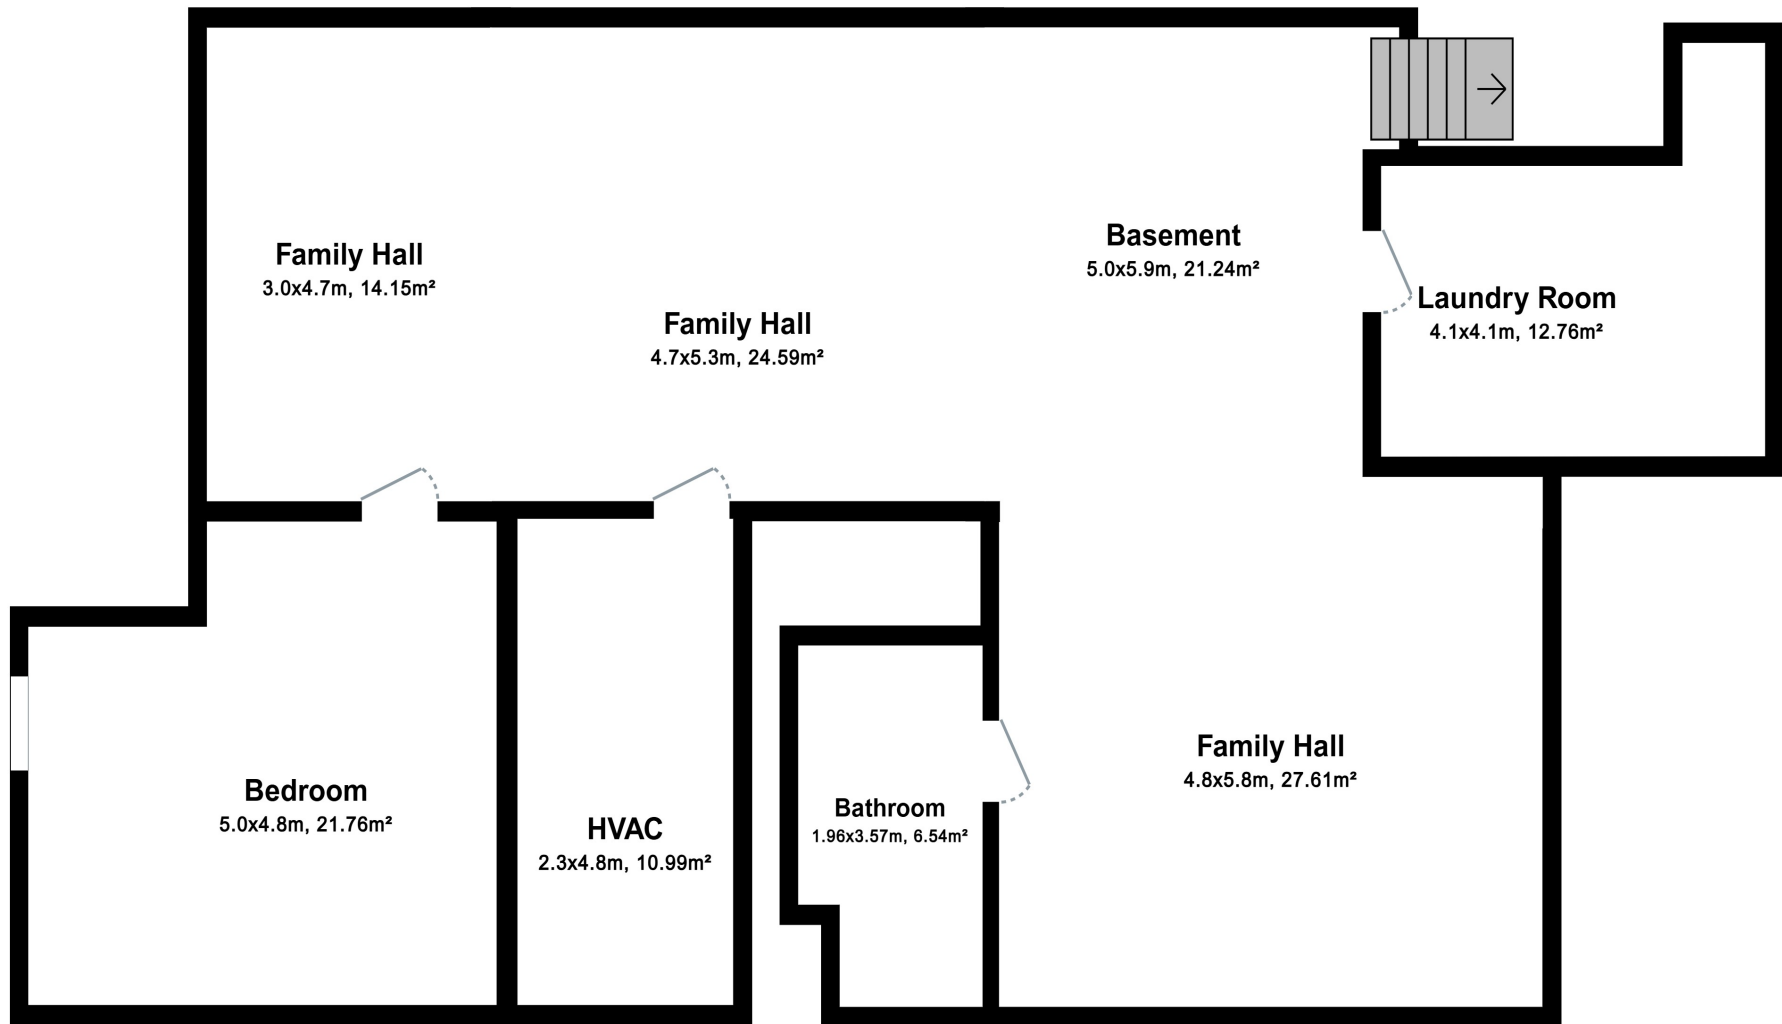 Family Hall
3.0x4.7m, 14.15m²
Family Hall
4.7x5.3m, 24.59m²
Basement
5.0x5.9m, 21.24m²
Laundry Room
4.1x4.1m, 12.76m²
Bedroom
5.0x4.8m, 21.76m²
HVAC
2.3x4.8m, 10.99m²
Bathroom
1.96x3.57m, 6.54m²
Family Hall
4.8x5.8m, 27.61m²